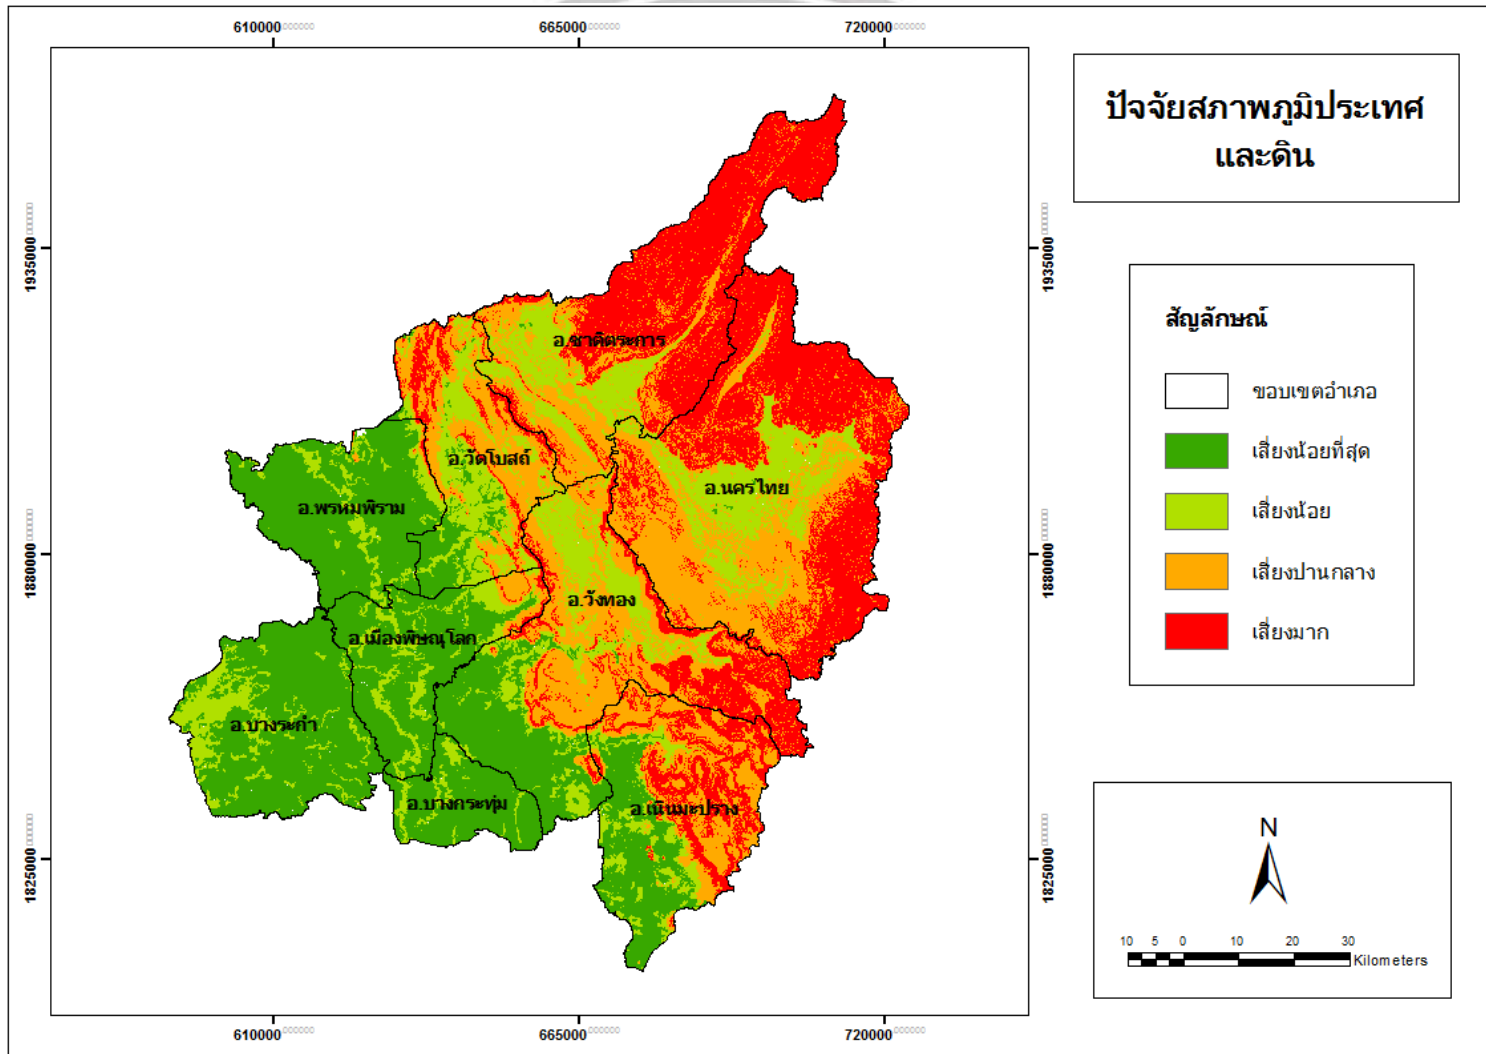 610000
665000
720000
ปัจจัยสภาพภูมิประเทศ
และดิน
1935000
1935000
สัญลักษณ์
ขอบเขตอำเภอ
เสี่ยงน้อยที่สุด
เสี่ยงน้อย
เสี่ยงปานกลาง
เสี่ยงมาก
อ.ชาติตระการ
อ.วัดโบสถ์
อ.นครไทย
อ.พรหมพิราม
1880000
1880000
อ.วังทอง
อ.เมืองพิษณุโลก
อ.บางระกำ
อ.บางกระทุ่ม
อ.เนินมะปราง
1825000
1825000
N
10 5 0 10 20 30
Kilometers
610000
665000
720000